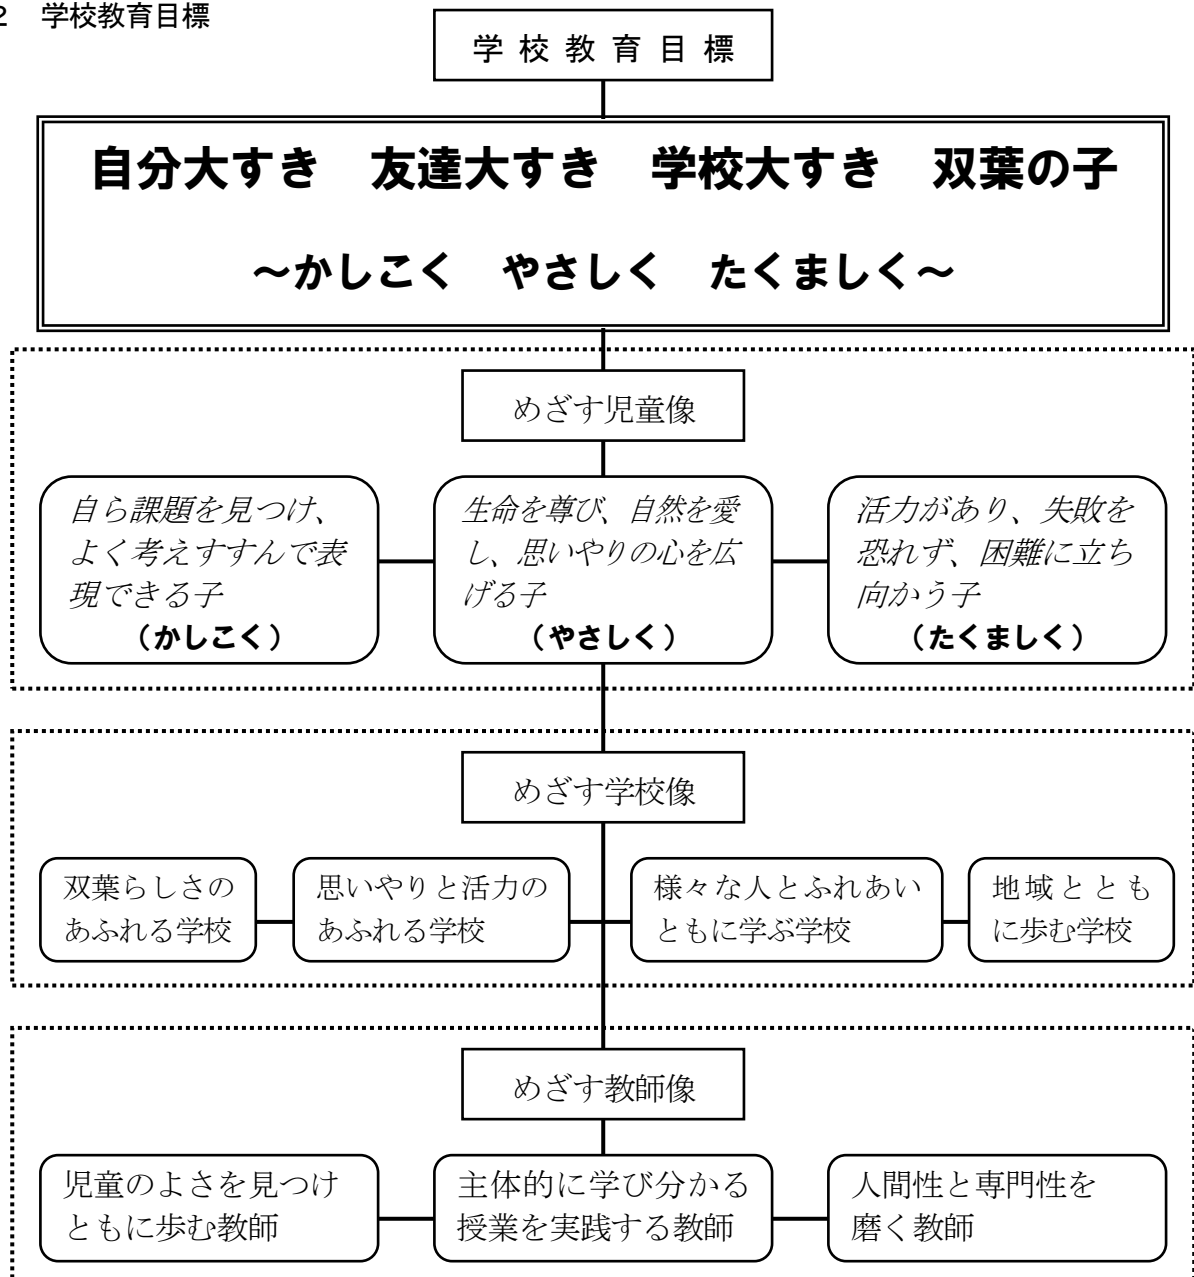 2 学校教育目標
学校教育目標
自分大すき 友達大すき 学校大すき 双葉の子
～かしこく やさしく たくましく～
めざす児童像
自ら課題を見つけ、
よく考えすすんで表
現できる子
（かしこく）
生命を尊び、自然を愛
し、思いやりの心を広
げる子
（やさしく）
活力があり、失敗を
恐れず、困難に立ち
向かう子
（たくましく）
めざす学校像
双葉らしさの
あふれる学校
思いやりと活力の
あふれる学校
様々な人とふれあい
ともに学ぶ学校
地域ととも
に歩む学校
めざす教師像
児童のよさを見つけ
ともに歩む教師
主体的に学び分かる
授業を実践する教師
人間性と専門性を
磨く教師